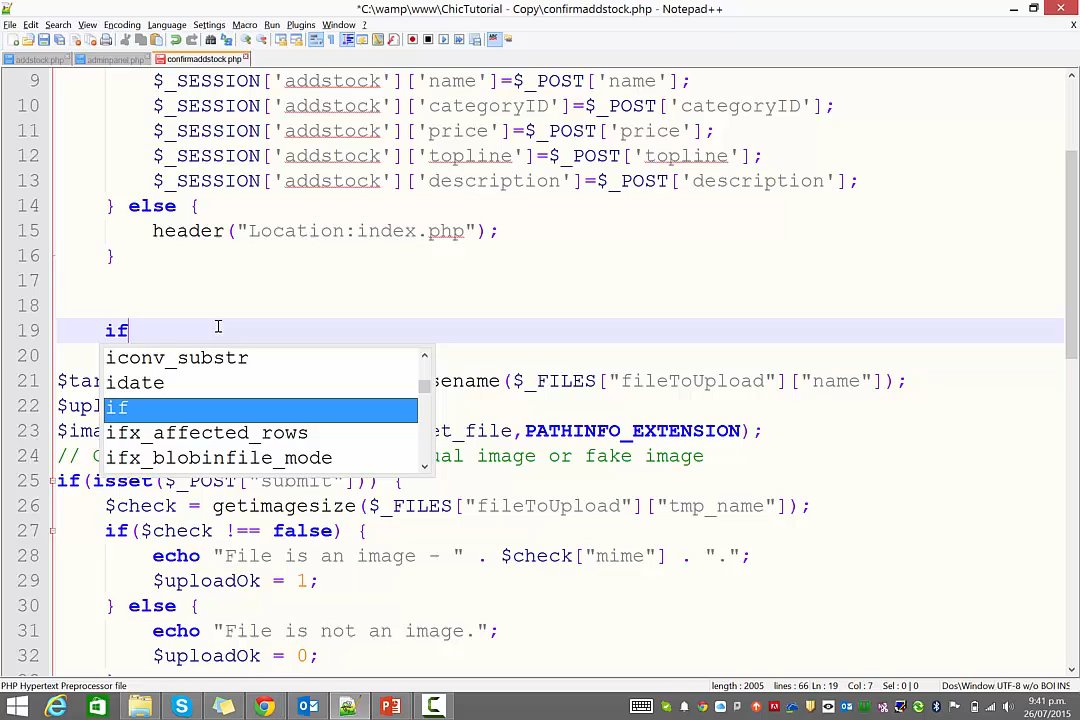 *C:\wamp\www\ChicTutorial - Copy\confirmaddstock.php - Notepad++
File Edit Search View Encoding Language Settings Macro Run Plugins Window ?
addstock.php adminpanel.php confirmaddstock.php
9 $_SESSION['addstock']['name']=$_POST['name'];
10 $_SESSION['addstock']['categoryID']=$_POST['categoryID'];
11 $_SESSION['addstock']['price']=$_POST['price'];
12 $_SESSION['addstock']['topline']=$_POST['topline'];
13 $_SESSION['addstock']['description']=$_POST['description'];
14 } else {
15 header("Location:index.php");
16 }
17
18
19 if
iconv_substr
20
idate
21 $tar sename($_FILES["fileToUpload"]["name"]);
22 $upl if
23 $ima ifx_affected_rows et_file,PATHINFO_EXTENSION);
24 // C ifx_blobinfile_mode ual image or fake image
25 if(isset($_POST["submit"])) {
26 $check = getimagesize($_FILES["fileToUpload"]["tmp_name"]);
27 if($check !== false) {
28 echo "File is an image - " . $check["mime"] . ".";
29 $uploadOk = 1;
30 } else {
31 echo "File is not an image.";
32 $uploadOk = 0;
PHP Hypertext Preprocessor file length : 2005 lines : 66 Ln : 19 Col : 7 Sel : 0 | 0 Dos\Window UTF-8 w/o BOI INS
9:41 p.m.
26/07/2015